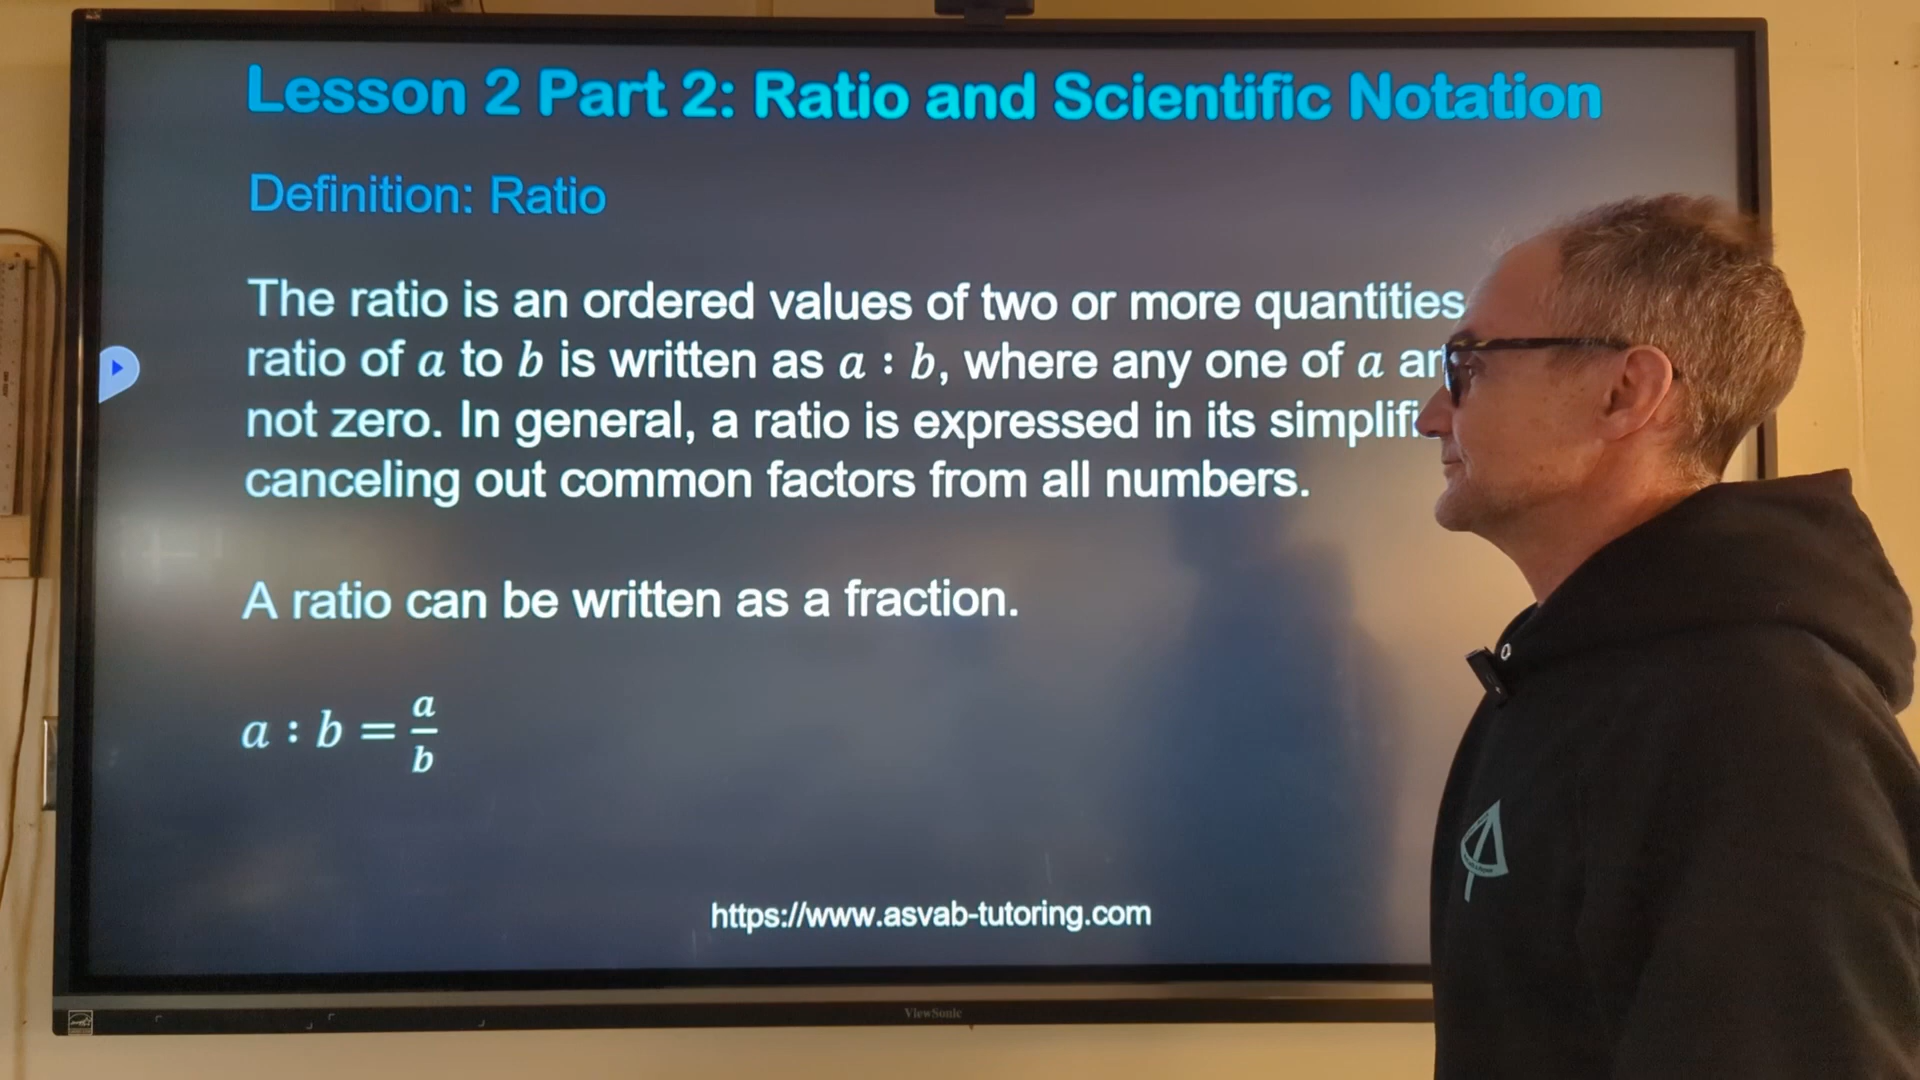 Lesson 2 Part 2: Ratio and Scientific Notation
Definition: Ratio
The ratio is an ordered values of two or more quantities
ratio of a to b is written as a : b, where any one of a
not zero. In general, a ratio is expressed in its
canceling out common factors from all numbers.
A ratio can be written as a fraction.
a : b = a/b
https://www.asvab-tutoring.com
ViewSonic